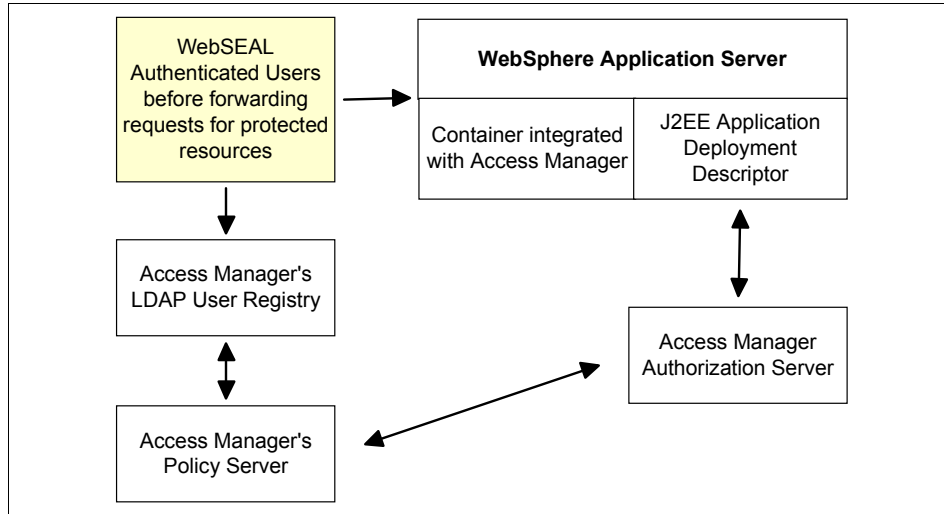 WebSEAL
Authenticated Users
before forwarding
requests for protected
resources
WebSphere Application Server
Container integrated
with Access Manager
J2EE Application
Deployment
Descriptor
Access Manager's
LDAP User Registry
Access Manager
Authorization Server
Access Manager's
Policy Server